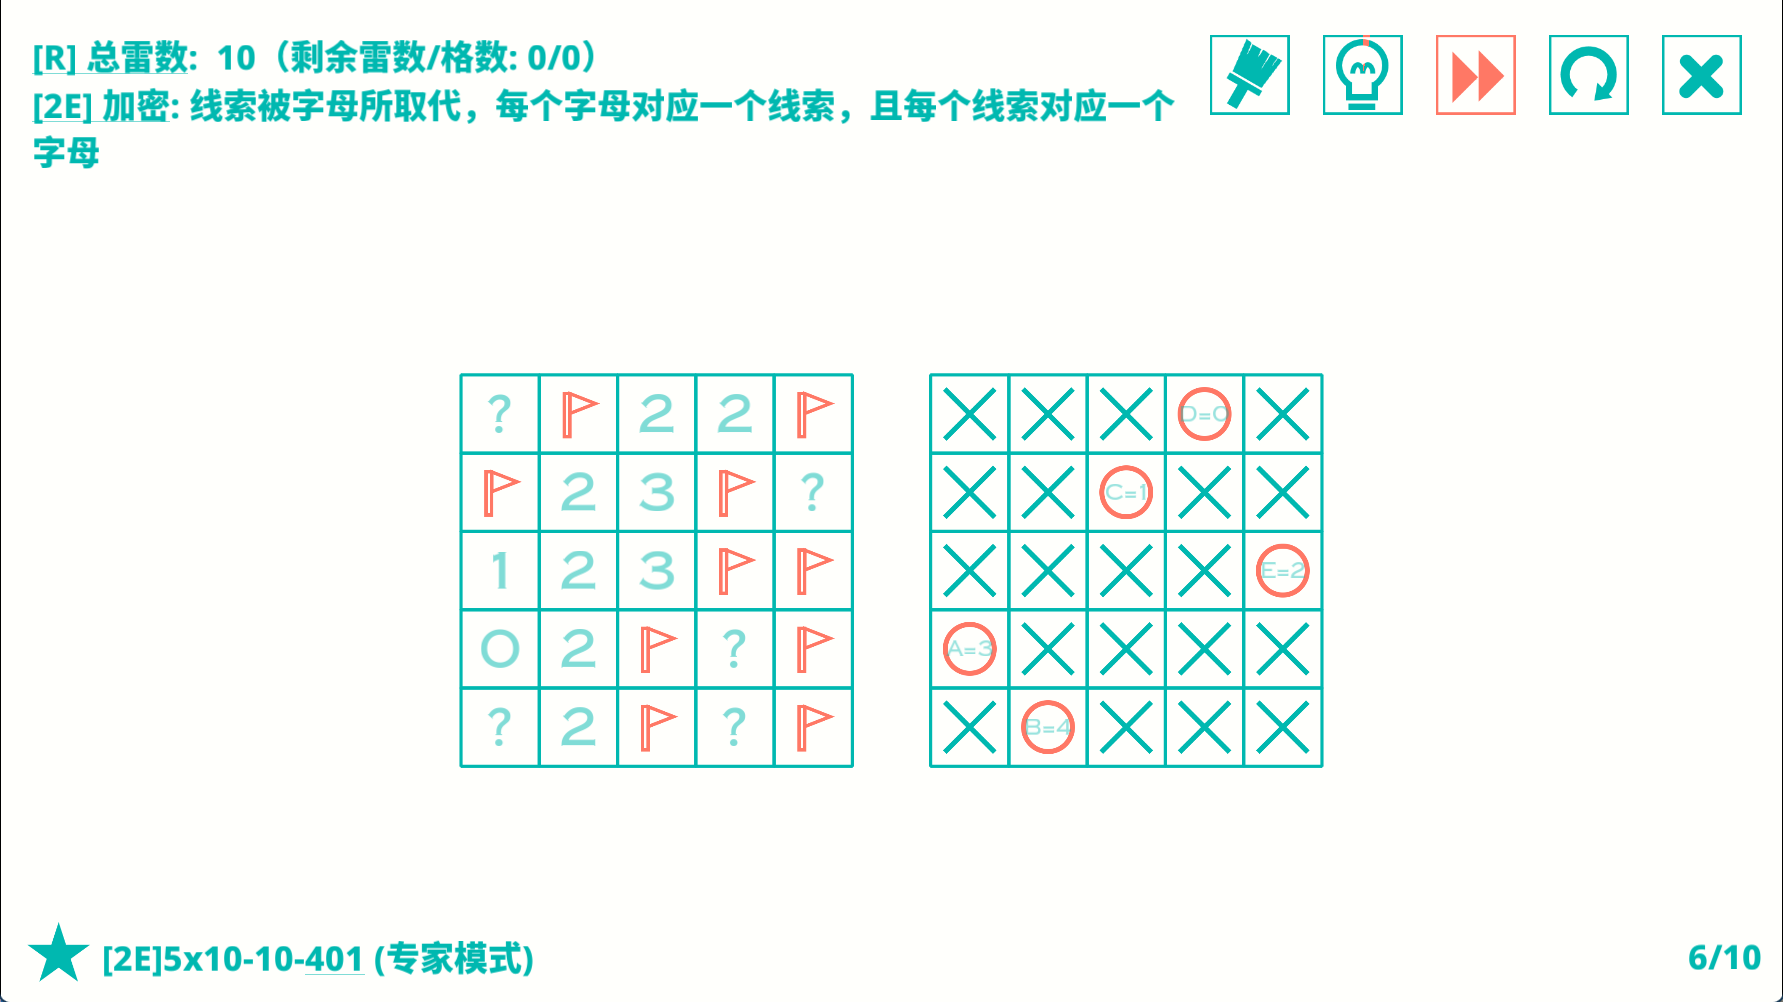 [R] 总雷数: 10（剩余雷数/格数: 0/0）
[2E] 加密: 线索被字母所取代，每个字母对应一个线索，且每个线索对应一个
字母
? 2 2
2 3 ?
1 2 3
0 2 ?
? 2 ?
D=0
C=1
E=2
A=3
B=4
[2E]5x10-10-401 (专家模式)
6/10